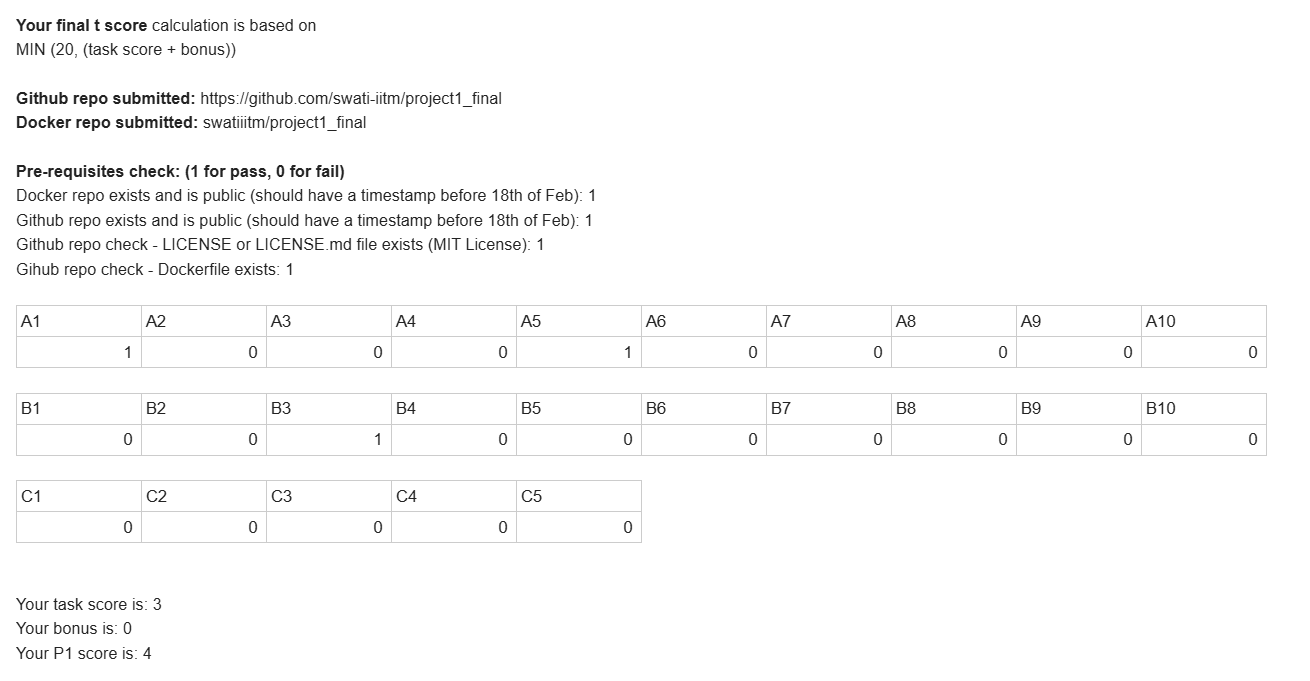 Your final t score calculation is based on
MIN (20, (task score + bonus))
Github repo submitted: https://github.com/swati-iitm/project1_final
Docker repo submitted: swatiiitm/project1_final
Pre-requisites check: (1 for pass, 0 for fail)
Docker repo exists and is public (should have a timestamp before 18th of Feb): 1
Github repo exists and is public (should have a timestamp before 18th of Feb): 1
Github repo check - LICENSE or LICENSE.md file exists (MIT License): 1
Gihub repo check - Dockerfile exists: 1
A1 A2 A3 A4 A5 A6 A7 A8 A9 A10
1 0 0 0 1 0 0 0 0 0
B1 B2 B3 B4 B5 B6 B7 B8 B9 B10
0 0 1 0 0 0 0 0 0 0
C1 C2 C3 C4 C5
0 0 0 0 0
Your task score is: 3
Your bonus is: 0
Your P1 score is: 4